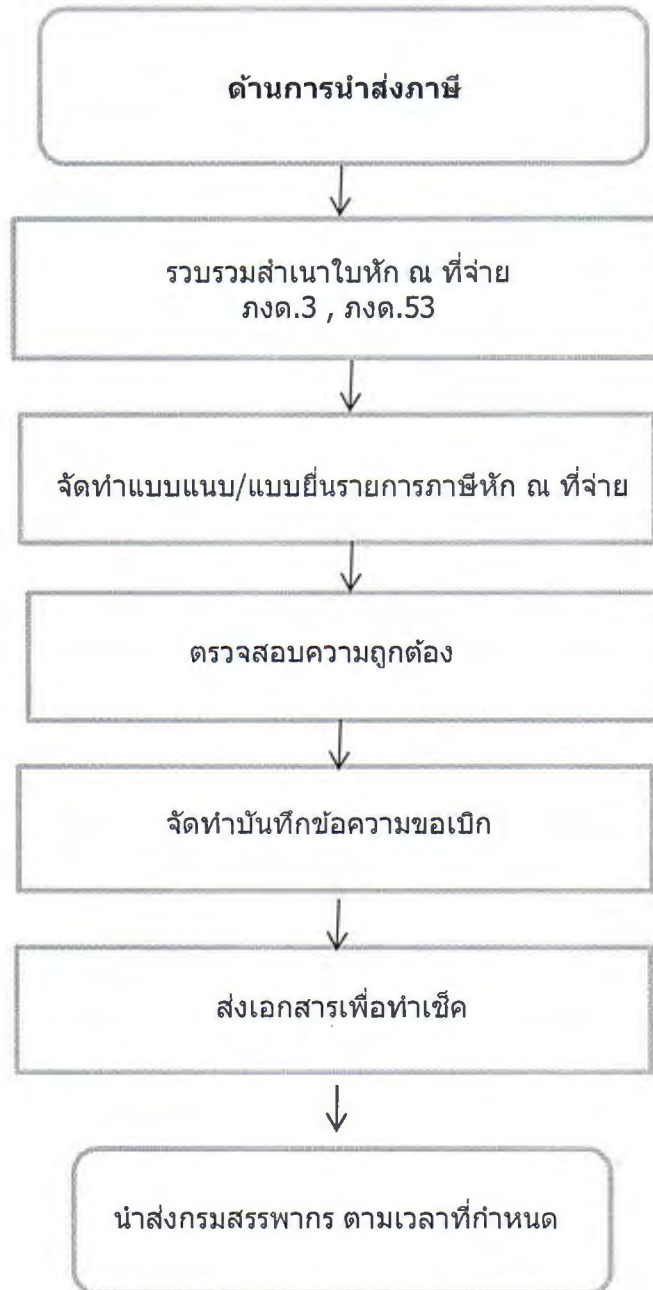 ด้านการนำส่งภาษี
รวบรวมสำเนาใบหัก ณ ที่จ่าย
ภงด.3 , ภงด.53
จัดทำแบบแนบ/แบบยื่นรายการภาษีหัก ณ ที่จ่าย
ตรวจสอบความถูกต้อง
จัดทำบันทึกข้อความขอเบิก
ส่งเอกสารเพื่อทำเช็ค
นำส่งกรมสรรพากร ตามเวลาที่กำหนด